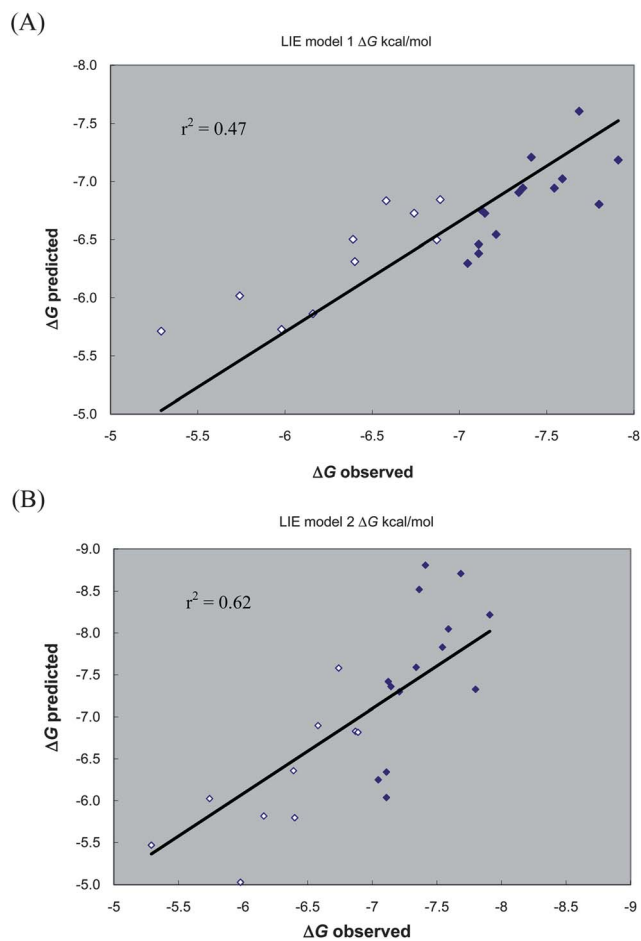 (A)
LIE model 1 ΔG kcal/mol
-8.0
r² = 0.47
-7.5
-7.0
-6.5
-6.0
-5.5
-5.0
ΔG predicted
-5 -5.5 -6 -6.5 -7 -7.5 -8
ΔG observed
(B)
LIE model 2 ΔG kcal/mol
-9.0
-8.5
r² = 0.62
-8.0
-7.5
-7.0
-6.5
-6.0
-5.5
-5.0
ΔG predicted
-5 -5.5 -6 -6.5 -7 -7.5 -8 -8.5 -9
ΔG observed